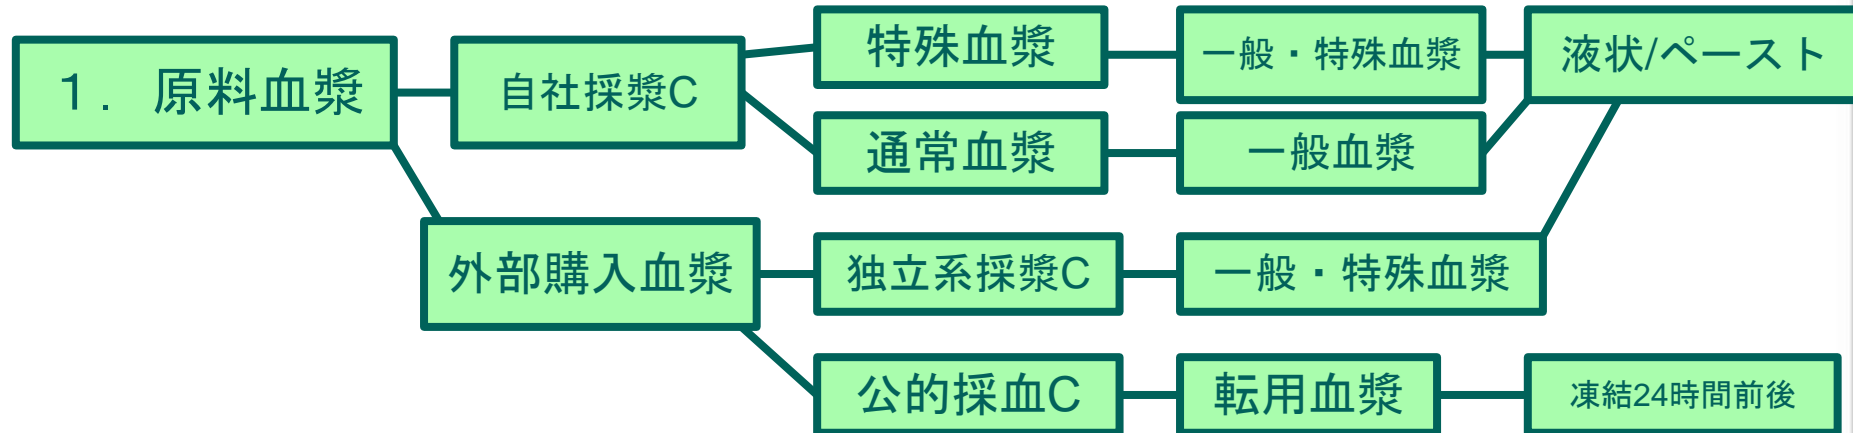 １．原料血漿
自社採漿C
特殊血漿
一般・特殊血漿
液状/ペースト
通常血漿
一般血漿
外部購入血漿
独立系採漿C
一般・特殊血漿
公的採血C
転用血漿
凍結24時間前後